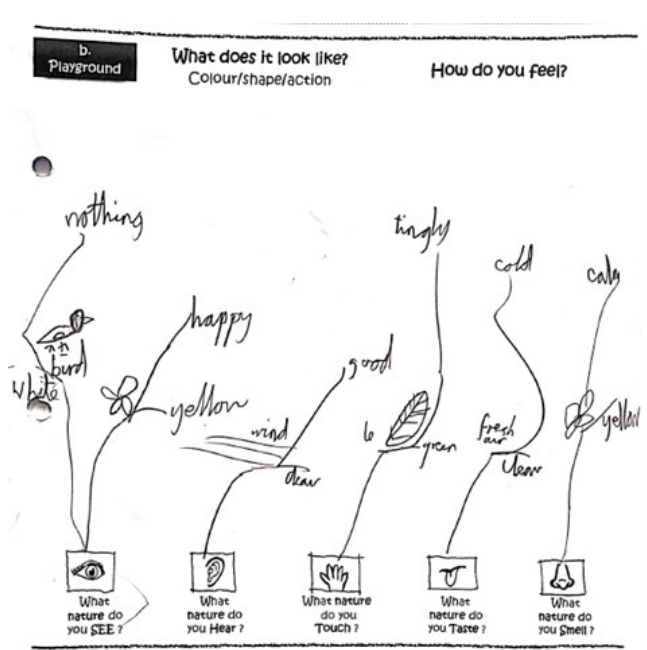 b.
Playground
What does it look like?
Colour/shape/action
How do you feel?
nothing
tingly
cold
happy
bird
white
yellow
good
wind
green
fresh
air
yellow
What
nature do
you SEE?
What
nature do
you Hear?
What nature
do you
Touch?
What
nature do
you Taste?
What
nature do
you Smell?